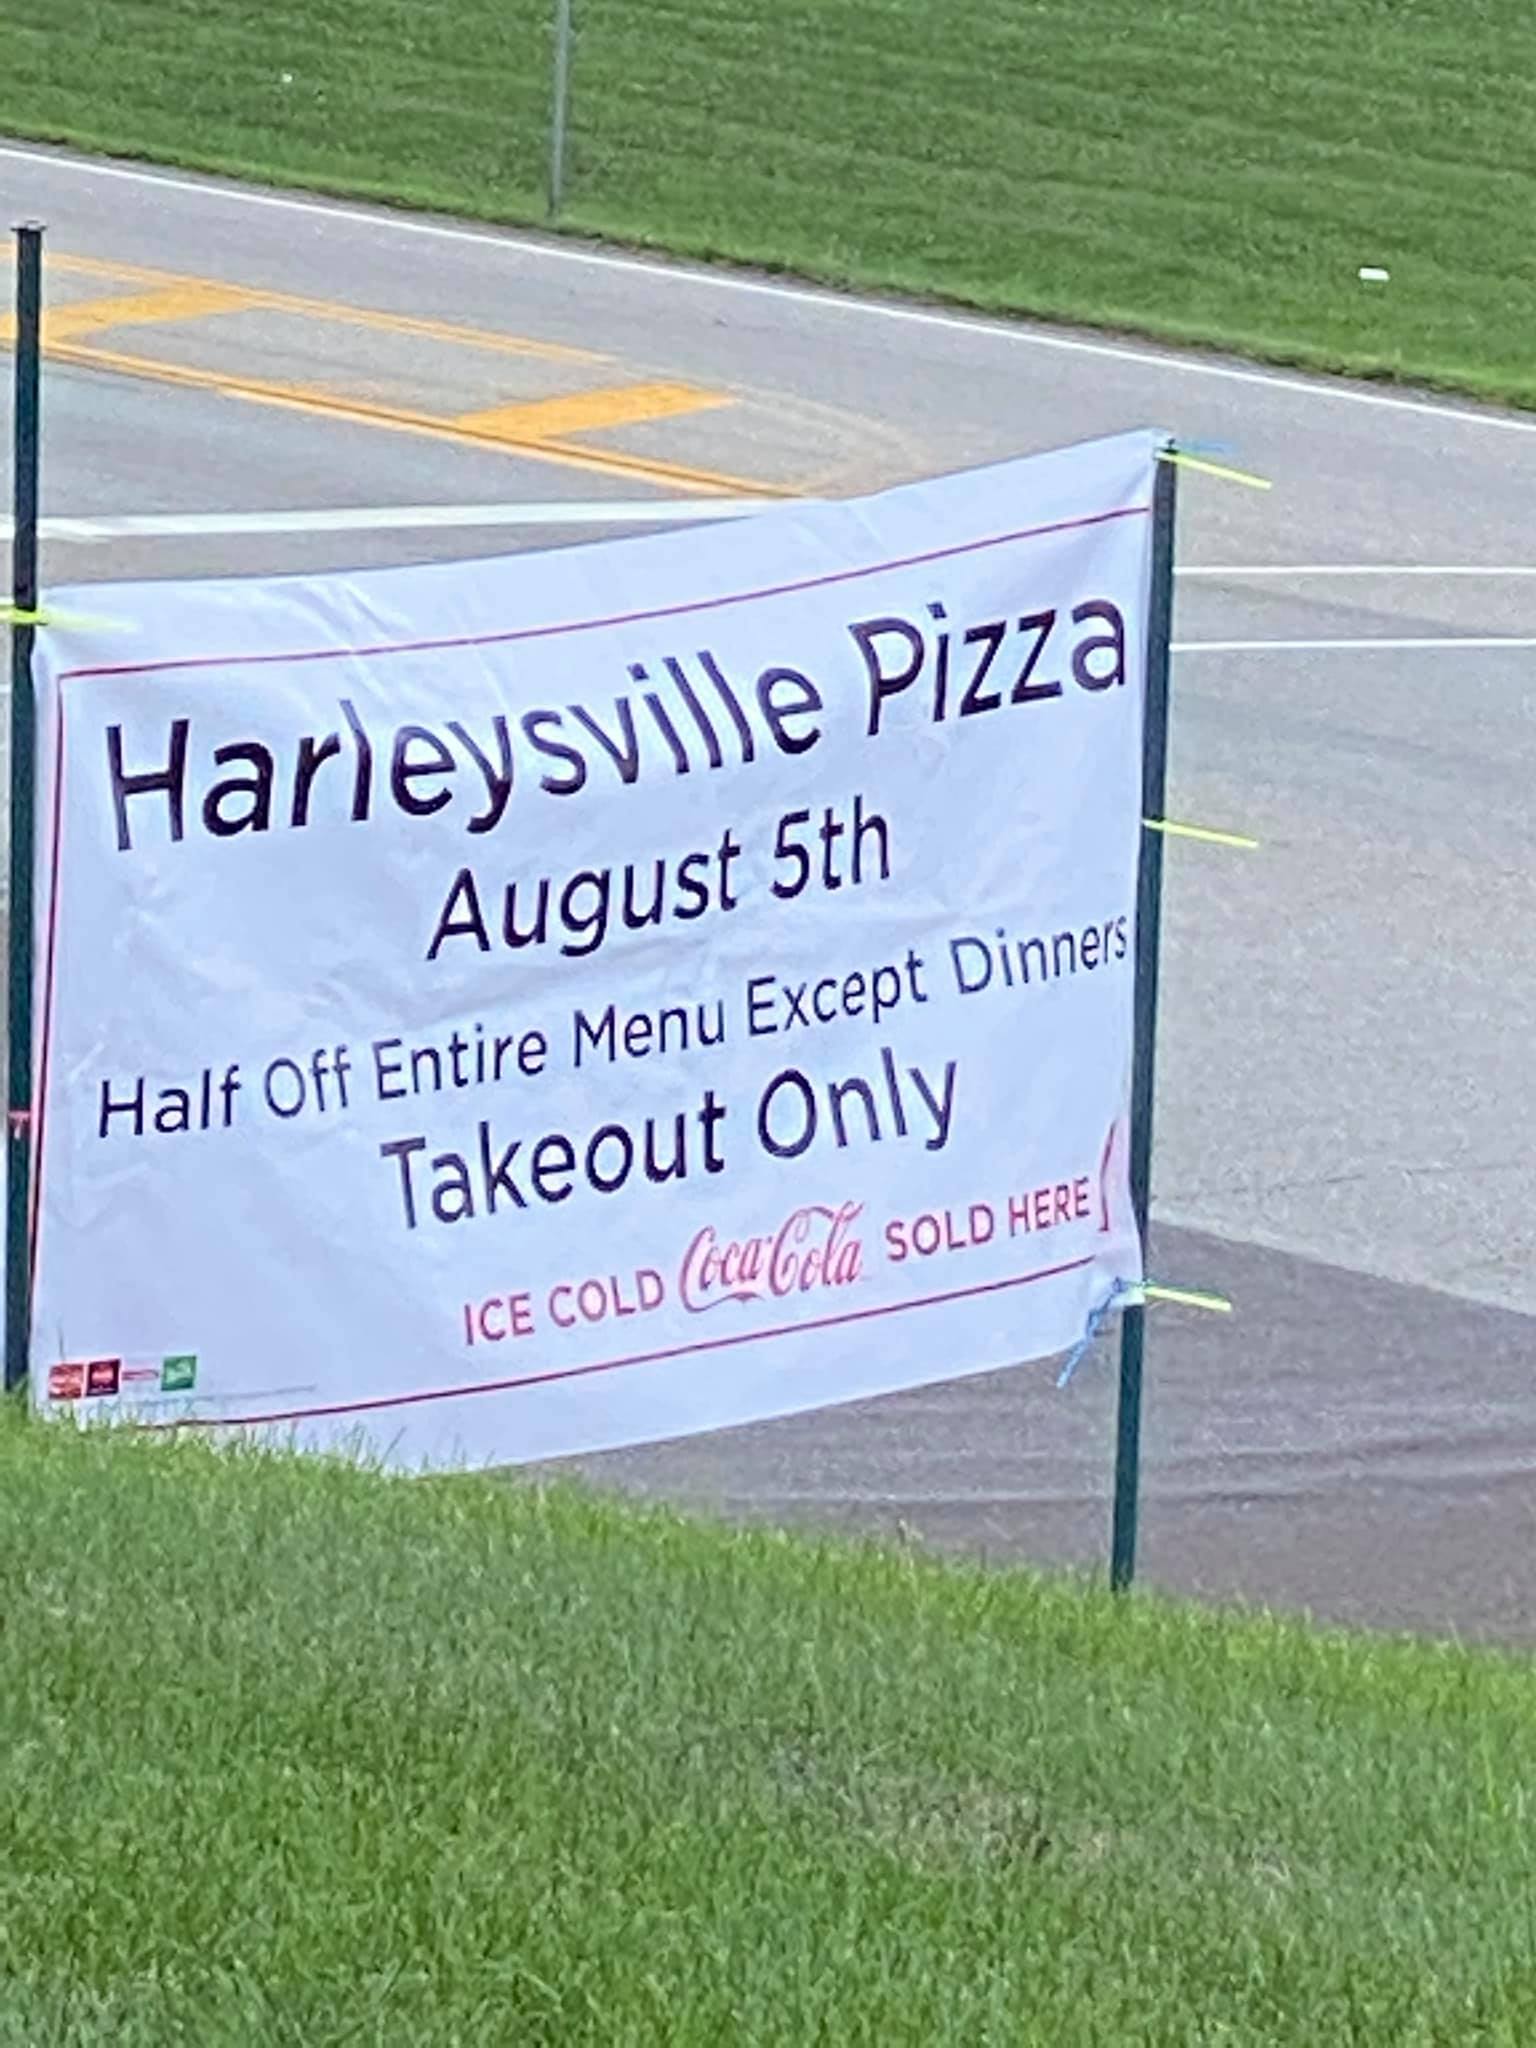 Harleysville Pizza
August 5th
Half Off Entire Menu Except Dinners
Takeout Only
ICE COLD Coca-Cola SOLD HERE